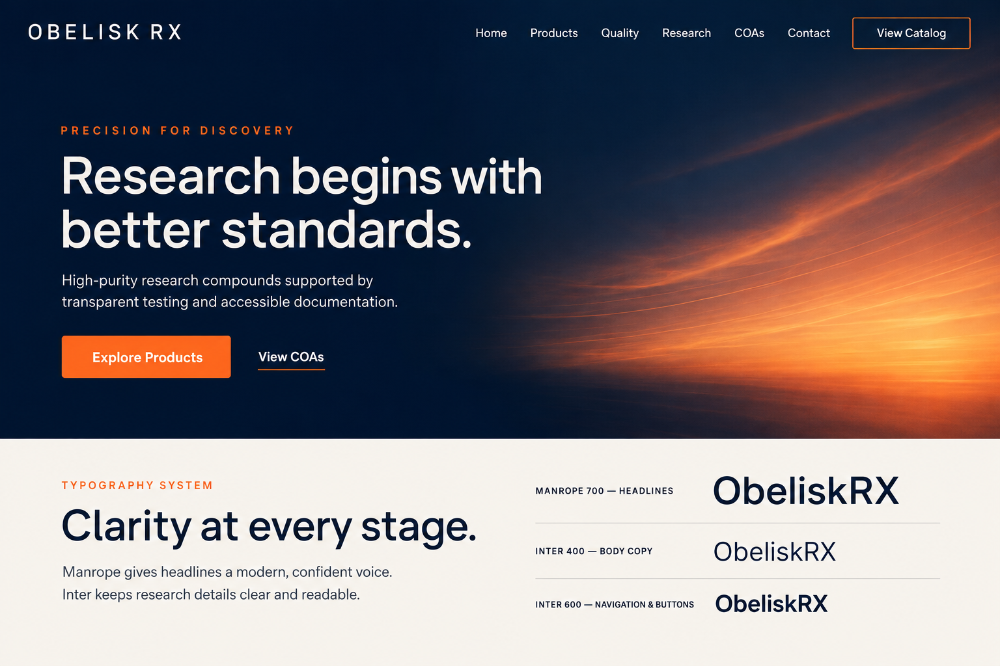 OBELISK RX
Home Products Quality Research COAs Contact View Catalog
PRECISION FOR DISCOVERY
Research begins with
better standards.
High-purity research compounds supported by
transparent testing and accessible documentation.
Explore Products View COAs
TYPOGRAPHY SYSTEM
Clarity at every stage.
Manrope gives headlines a modern, confident voice.
Inter keeps research details clear and readable.
MANROPE 700 — HEADLINES ObeliskRX
INTER 400 — BODY COPY ObeliskRX
INTER 600 — NAVIGATION & BUTTONS ObeliskRX